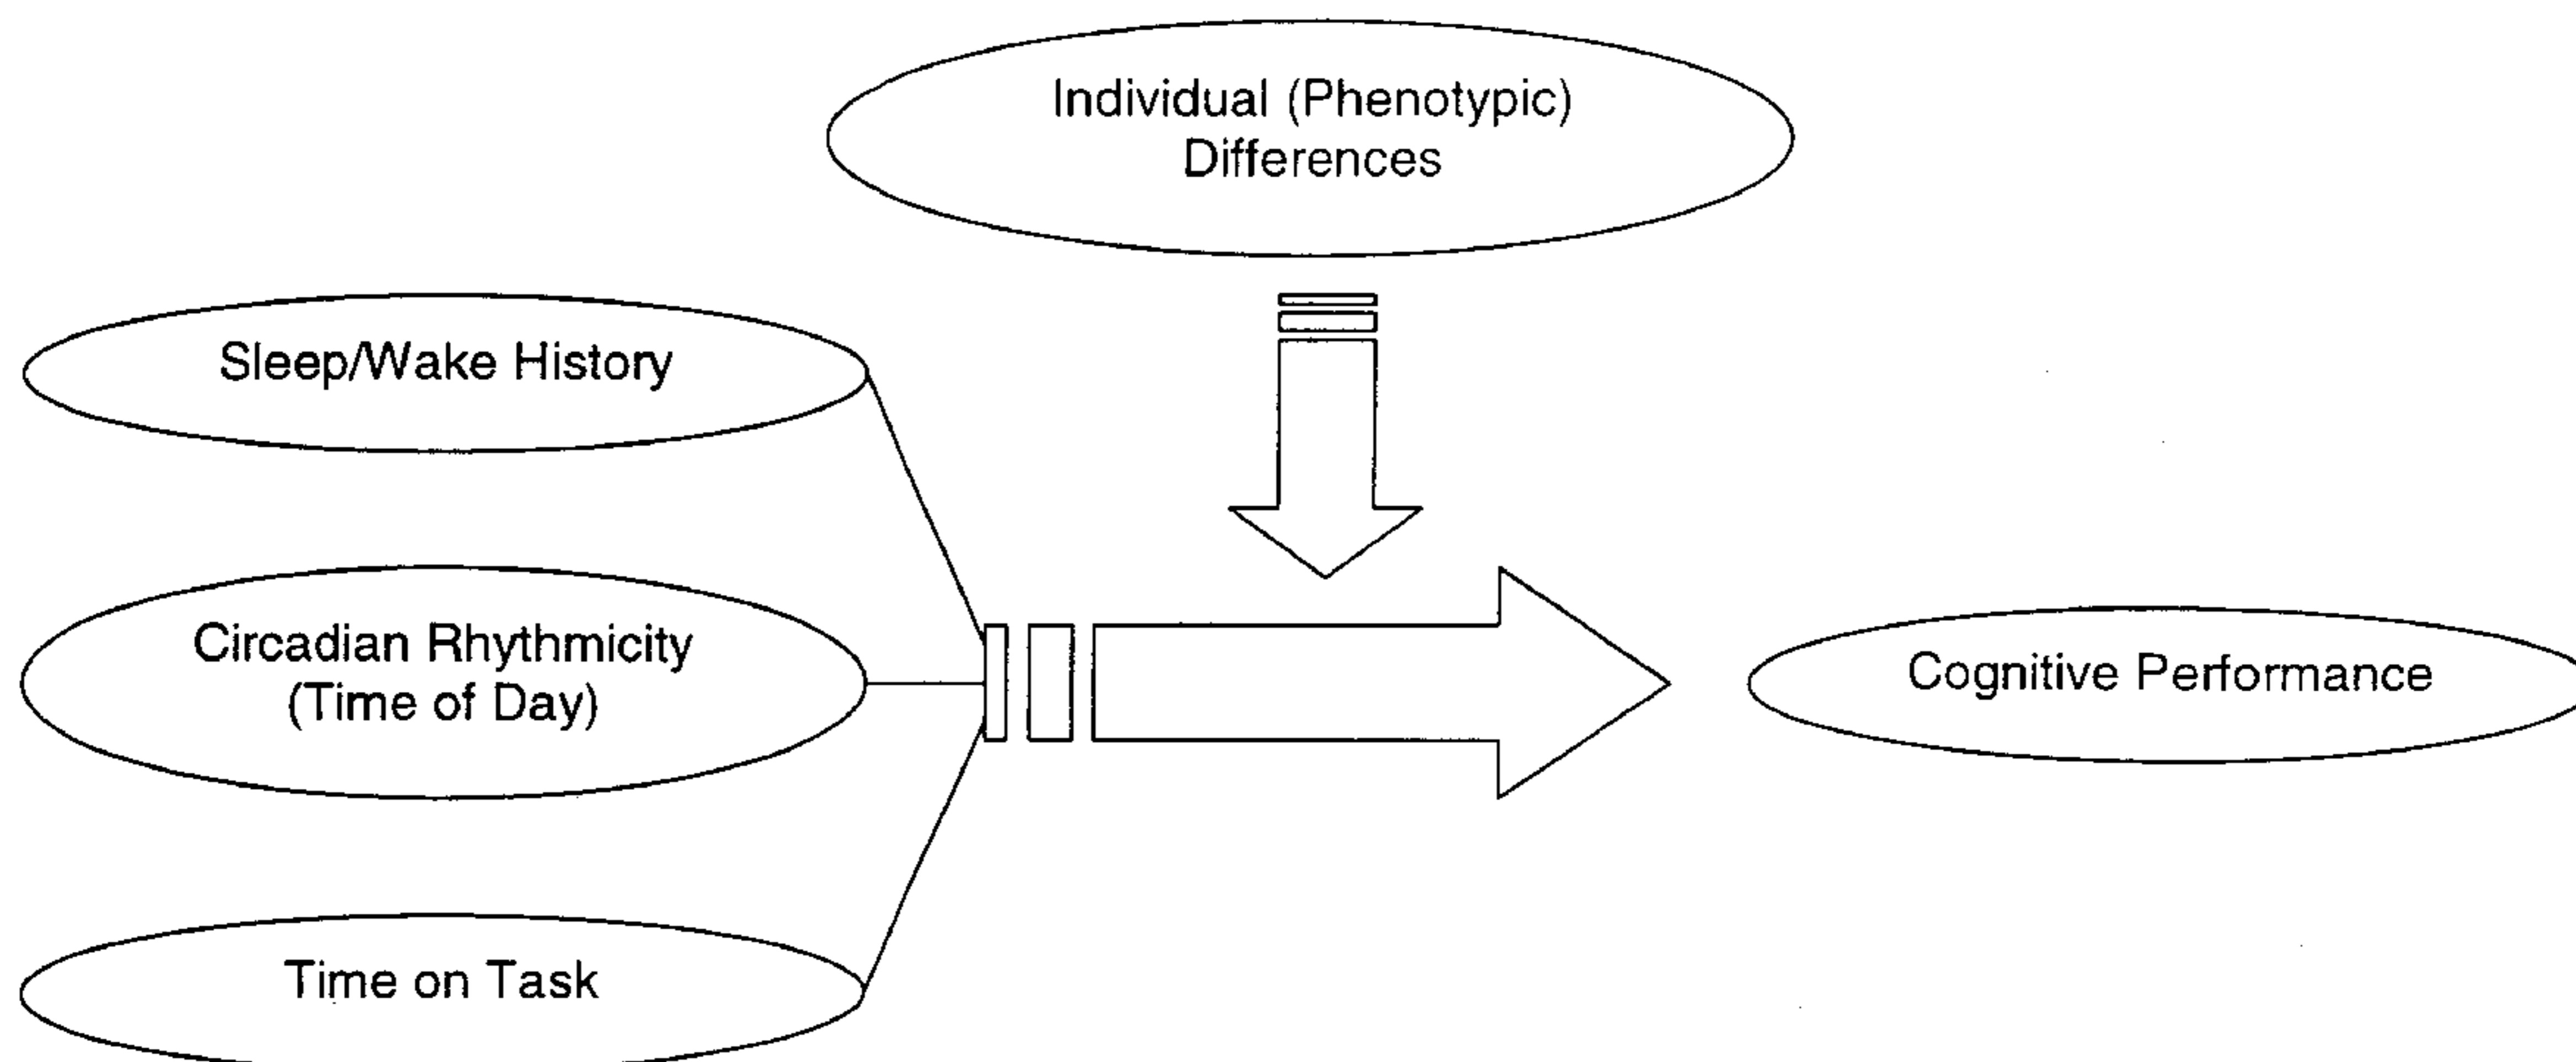 Individual (Phenotypic)
Differences
Sleep/Wake History
Circadian Rhythmicity
(Time of Day)
Cognitive Performance
Time on Task